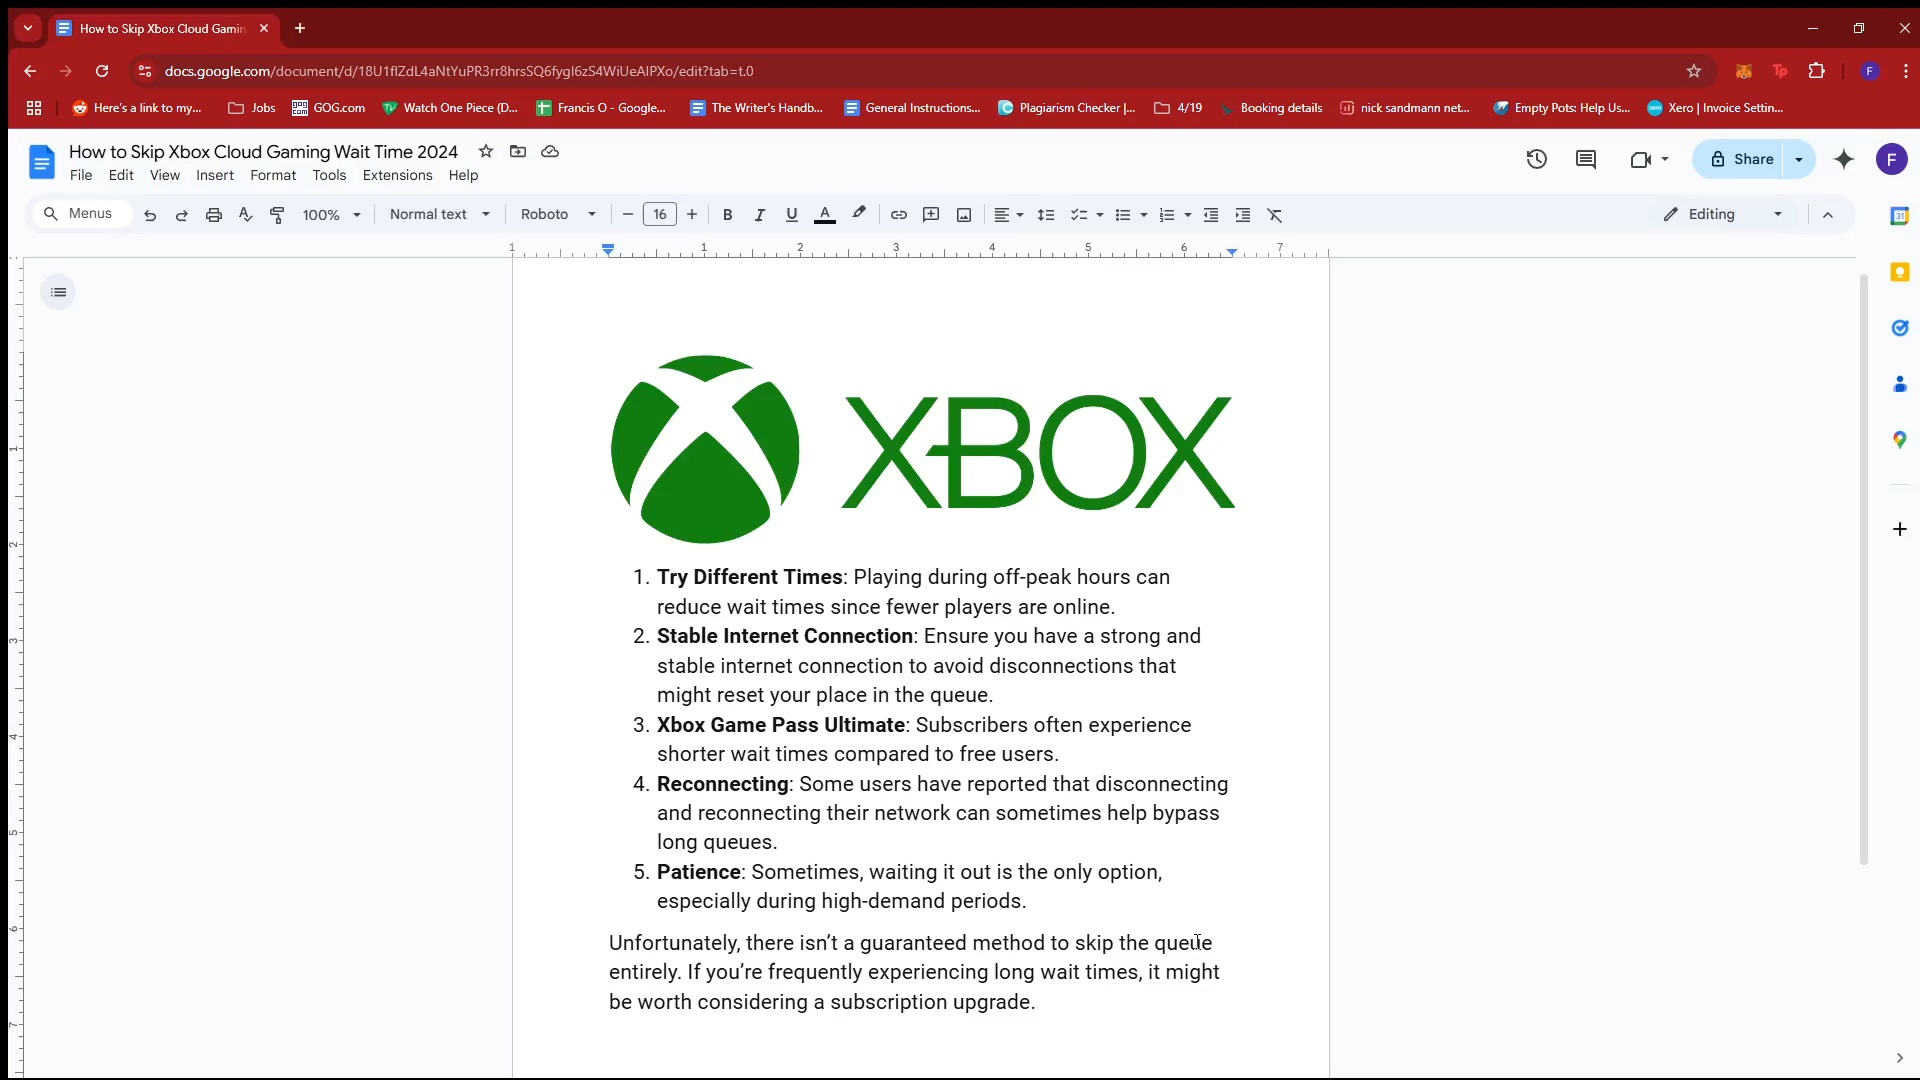 How to Skip Xbox Cloud Gamin
docs.google.com/document/d/18U1flZdL4aNtYuPR3rr8hrsSQ6fygl6zS4WiUeAlPXo/edit?tab=t.0
Here's a link to my... Jobs GOG.com Watch One Piece (D... Francis O - Google... The Writer's Handb... General Instructions... Plagiarism Checker |... 4/19 Booking details nick sandmann net... Empty Pots: Help Us... Xero | Invoice Settin...
How to Skip Xbox Cloud Gaming Wait Time 2024
File Edit View Insert Format Tools Extensions Help
Share
F
Menus 100% Normal text Roboto 16 B I U A Editing
1 1 2 3 4 5 6 7
XBOX
1. Try Different Times: Playing during off-peak hours can
reduce wait times since fewer players are online.
2. Stable Internet Connection: Ensure you have a strong and
stable internet connection to avoid disconnections that
might reset your place in the queue.
3. Xbox Game Pass Ultimate: Subscribers often experience
shorter wait times compared to free users.
4. Reconnecting: Some users have reported that disconnecting
and reconnecting their network can sometimes help bypass
long queues.
5. Patience: Sometimes, waiting it out is the only option,
especially during high-demand periods.
Unfortunately, there isn't a guaranteed method to skip the queue
entirely. If you're frequently experiencing long wait times, it might
be worth considering a subscription upgrade.